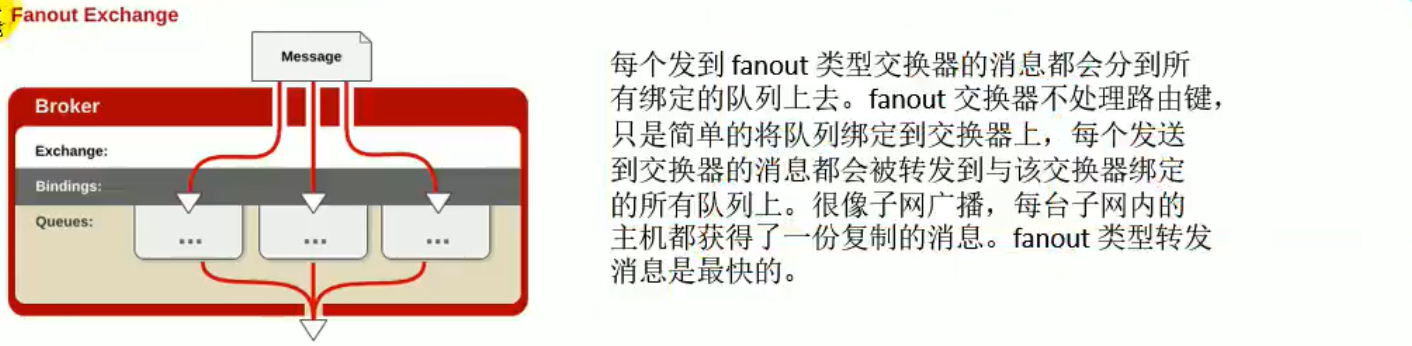 Fanout Exchange
Message
Broker
Exchange:
Bindings:
Queues:
...
...
...
每个发到 fanout 类型交换器的消息都会分到所
有绑定的队列上去。fanout 交换器不处理路由键，
只是简单的将队列绑定到交换器上，每个发送
到交换器的消息都会被转发到与该交换器绑定
的所有队列上。很像子网广播，每台子网内的
主机都获得了一份复制的消息。fanout 类型转发
消息是最快的。